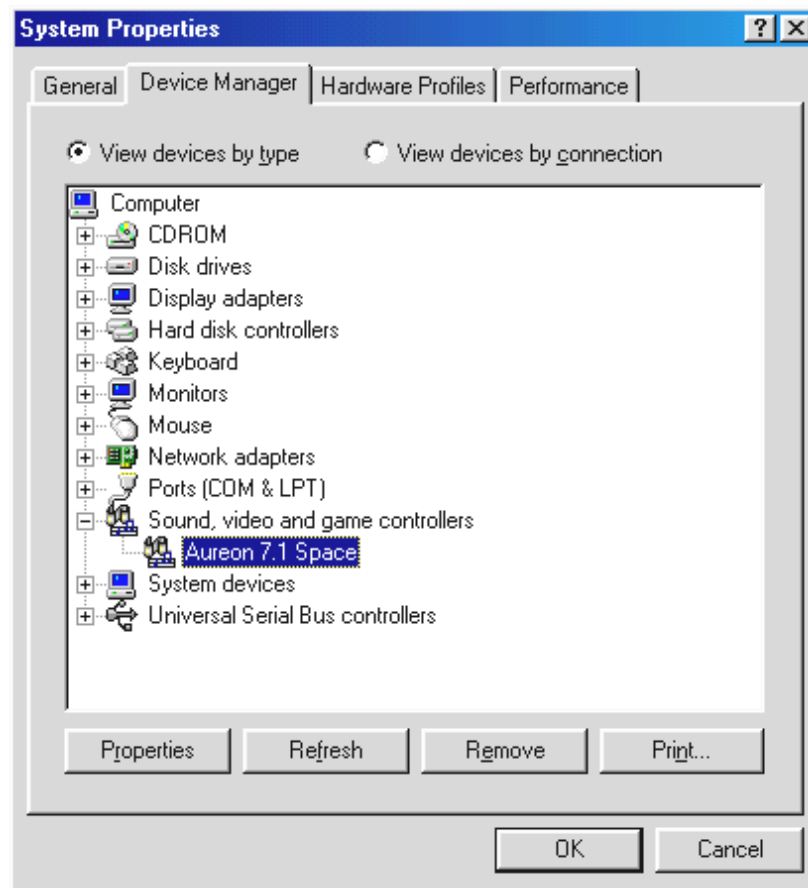 System Properties
General Device Manager Hardware Profiles Performance
View devices by type View devices by connection
Computer
CDROM
Disk drives
Display adapters
Hard disk controllers
Keyboard
Monitors
Mouse
Network adapters
Ports (COM & LPT)
Sound, video and game controllers
Aureon 7.1 Space
System devices
Universal Serial Bus controllers
Properties Refresh Remove Print...
OK Cancel